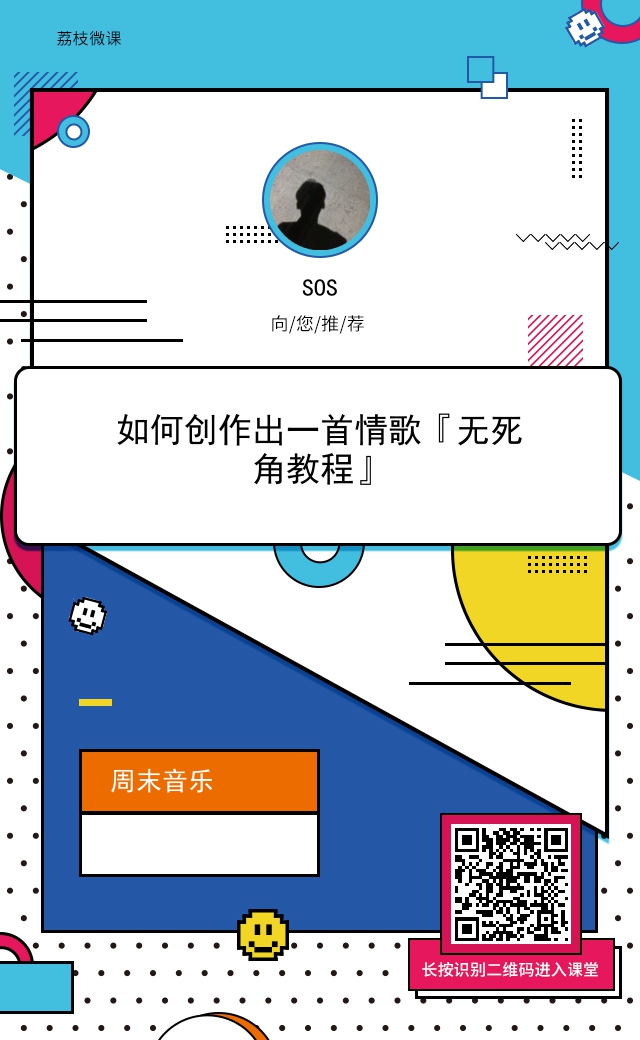 荔枝微课
SOS
向/您/推/荐
如何创作出一首情歌『无死
角教程』
周末音乐
长按识别二维码进入课堂